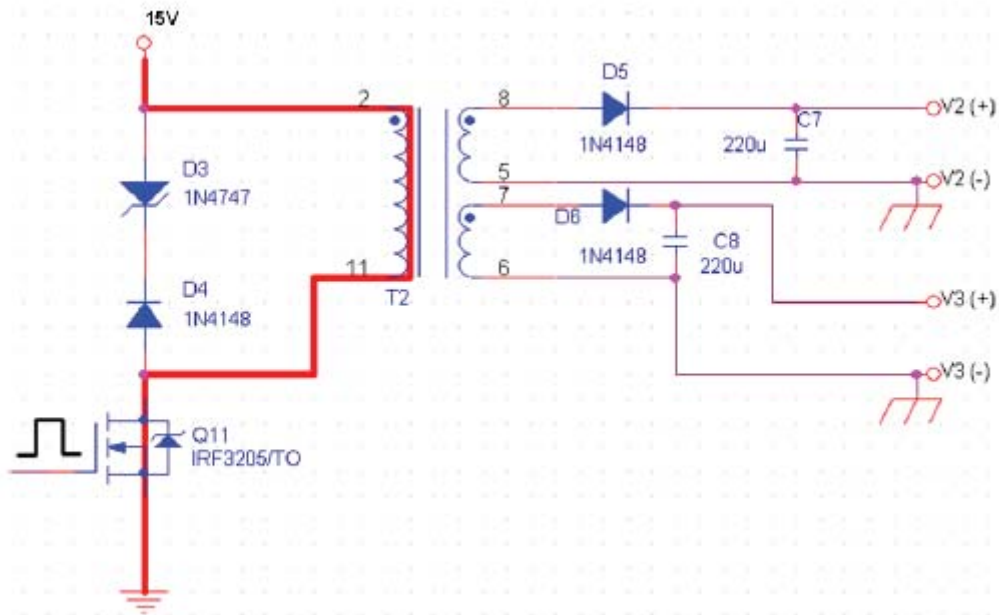 15V
2
8
D5
1N4148
C7
220u
V2 (+)
D3
1N4747
5
V2 (-)
7
D6
1N4148
C8
220u
11
T2
6
D4
1N4148
V3 (+)
V3 (-)
Q11
IRF3205/TO